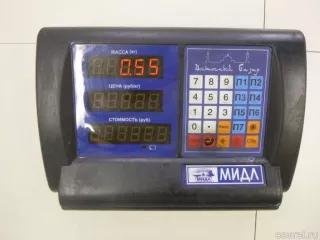 МАССА (кг)
0.55
ЦЕНА (руб/кг)
СТОИМОСТЬ (руб)
7 8 9 П1 П2
4 5 6 П3 П4
1 2 3 П5 П6
0 . П7
МИДЛ
МИДЛ